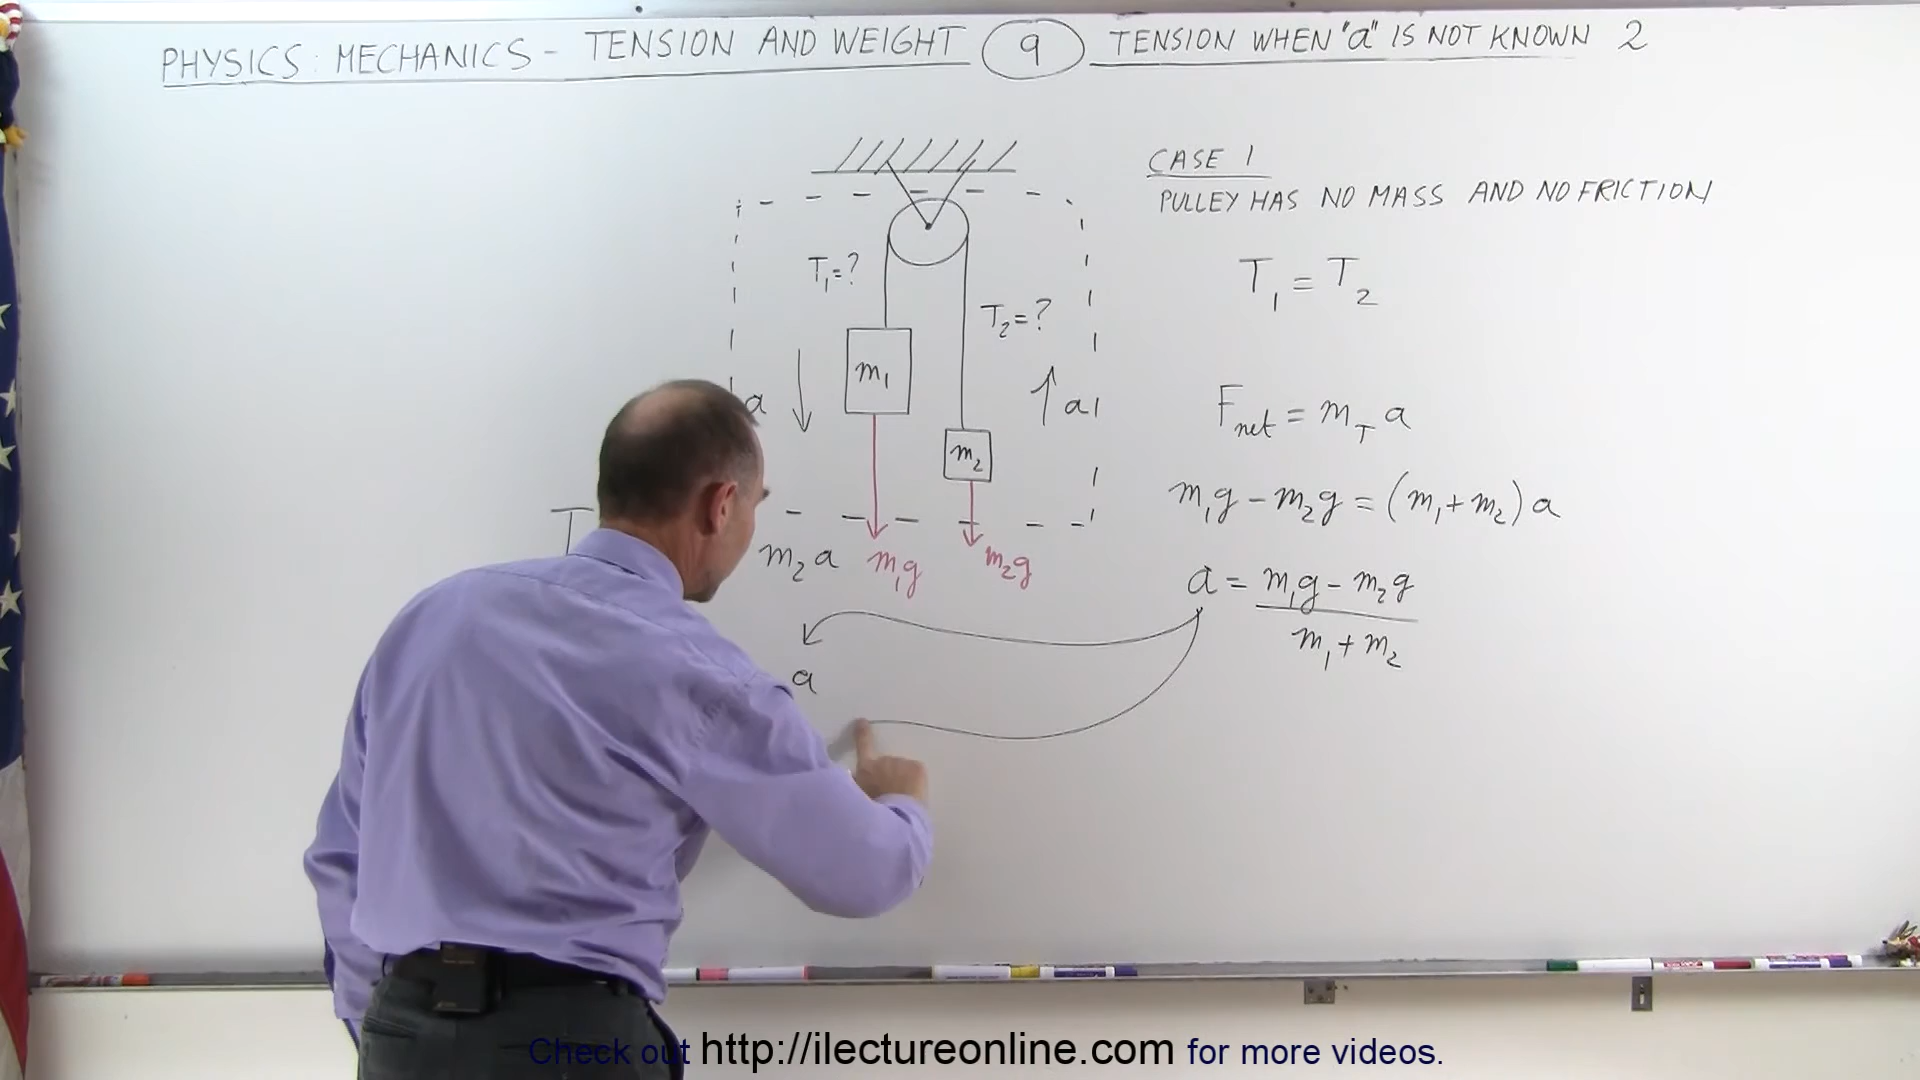 PHYSICS: MECHANICS - TENSION AND WEIGHT 9 TENSION WHEN "a" IS NOT KNOWN 2
CASE 1
PULLEY HAS NO MASS AND NO FRICTION
T₁=?
T₁ = T₂
T₂=?
m₁
a
a
F_net = m_T a
m₂
m₁g - m₂g = (m₁ + m₂) a
T
m₂ a
m₁g
m₂g
a = (m₁g - m₂g) / (m₁ + m₂)
a
Check out http://ilectureonline.com for more videos.